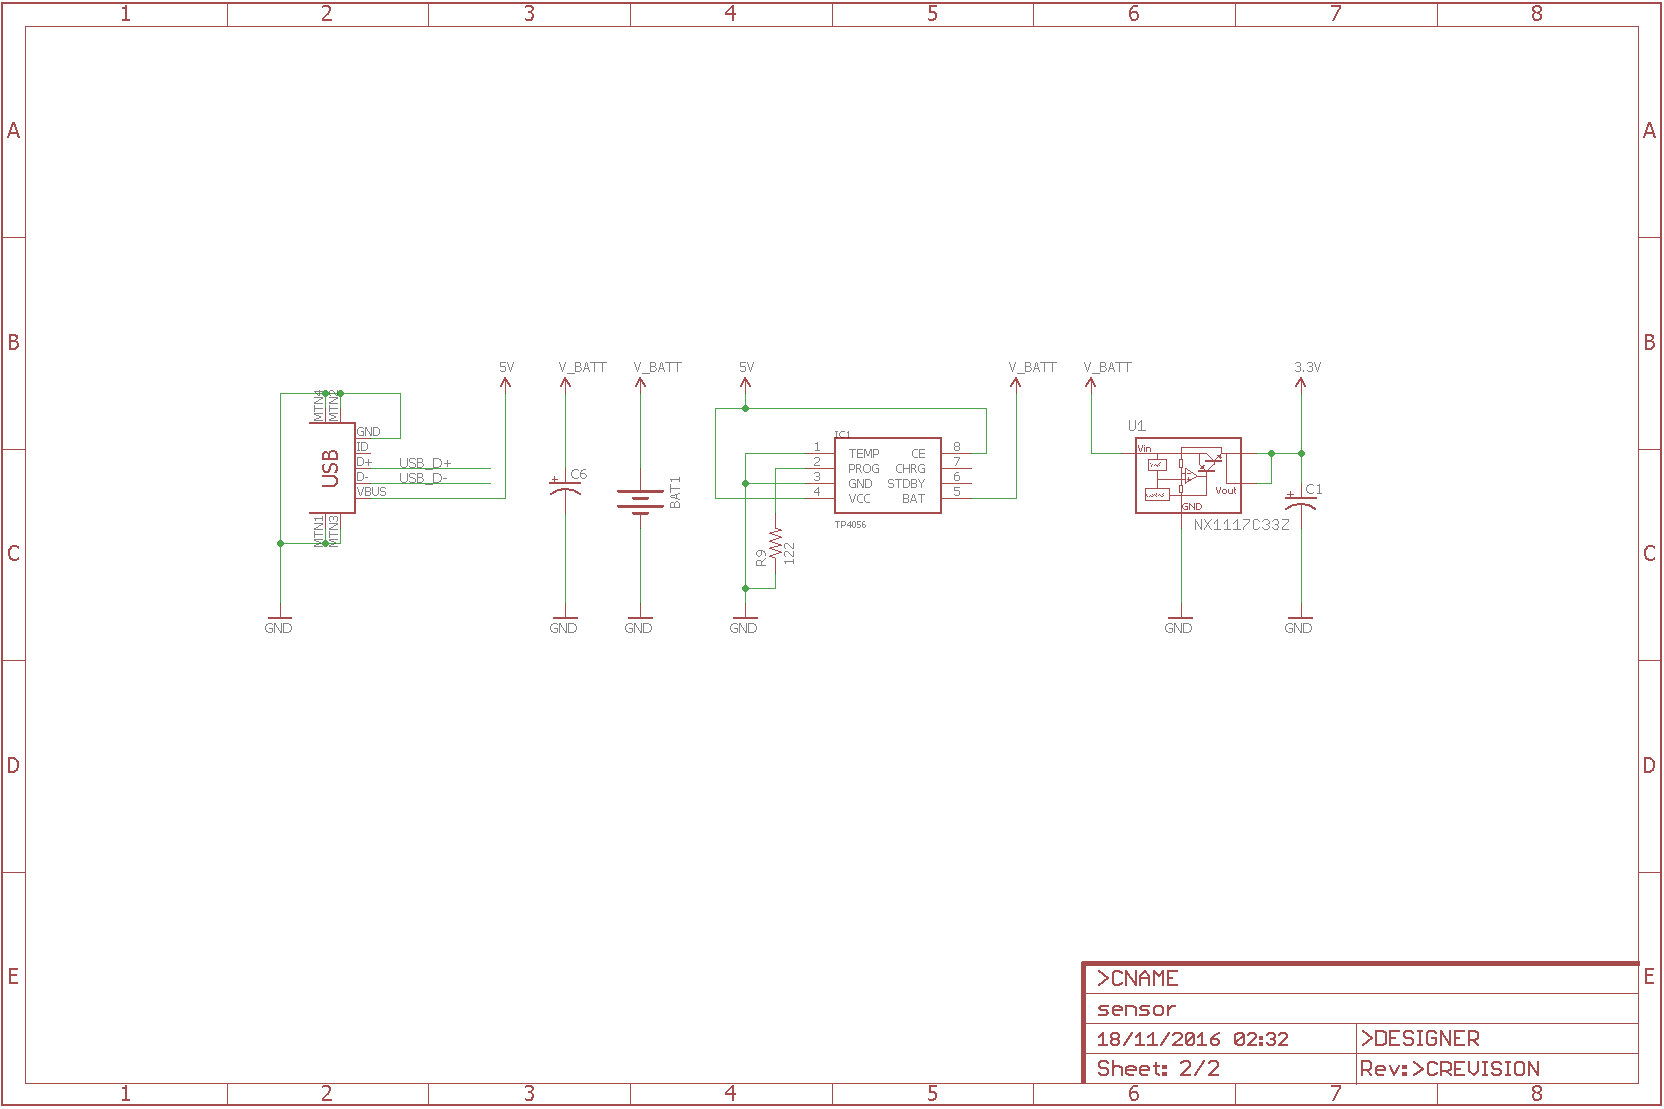 1 2 3 4 5 6 7 8
A A
B B
C C
D D
E E
5V V_BATT V_BATT 5V V_BATT V_BATT 3.3V
MTN4
MTN2
GND
ID
D+ USB_D+
D- USB_D-
VBUS
USB
MTN1
MTN3
GND
C6
+
GND
BAT1
GND
IC1
1 TEMP CE 8
2 PROG CHRG 7
3 GND STDBY 6
4 VCC BAT 5
TP4056
R9
122
GND
U1
Vin
Vout
GND
NX1117C33Z
GND
C1
+
GND
>CNAME
sensor
18/11/2016 02:32 >DESIGNER
Sheet: 2/2 Rev:>CREVISION
1 2 3 4 5 6 7 8